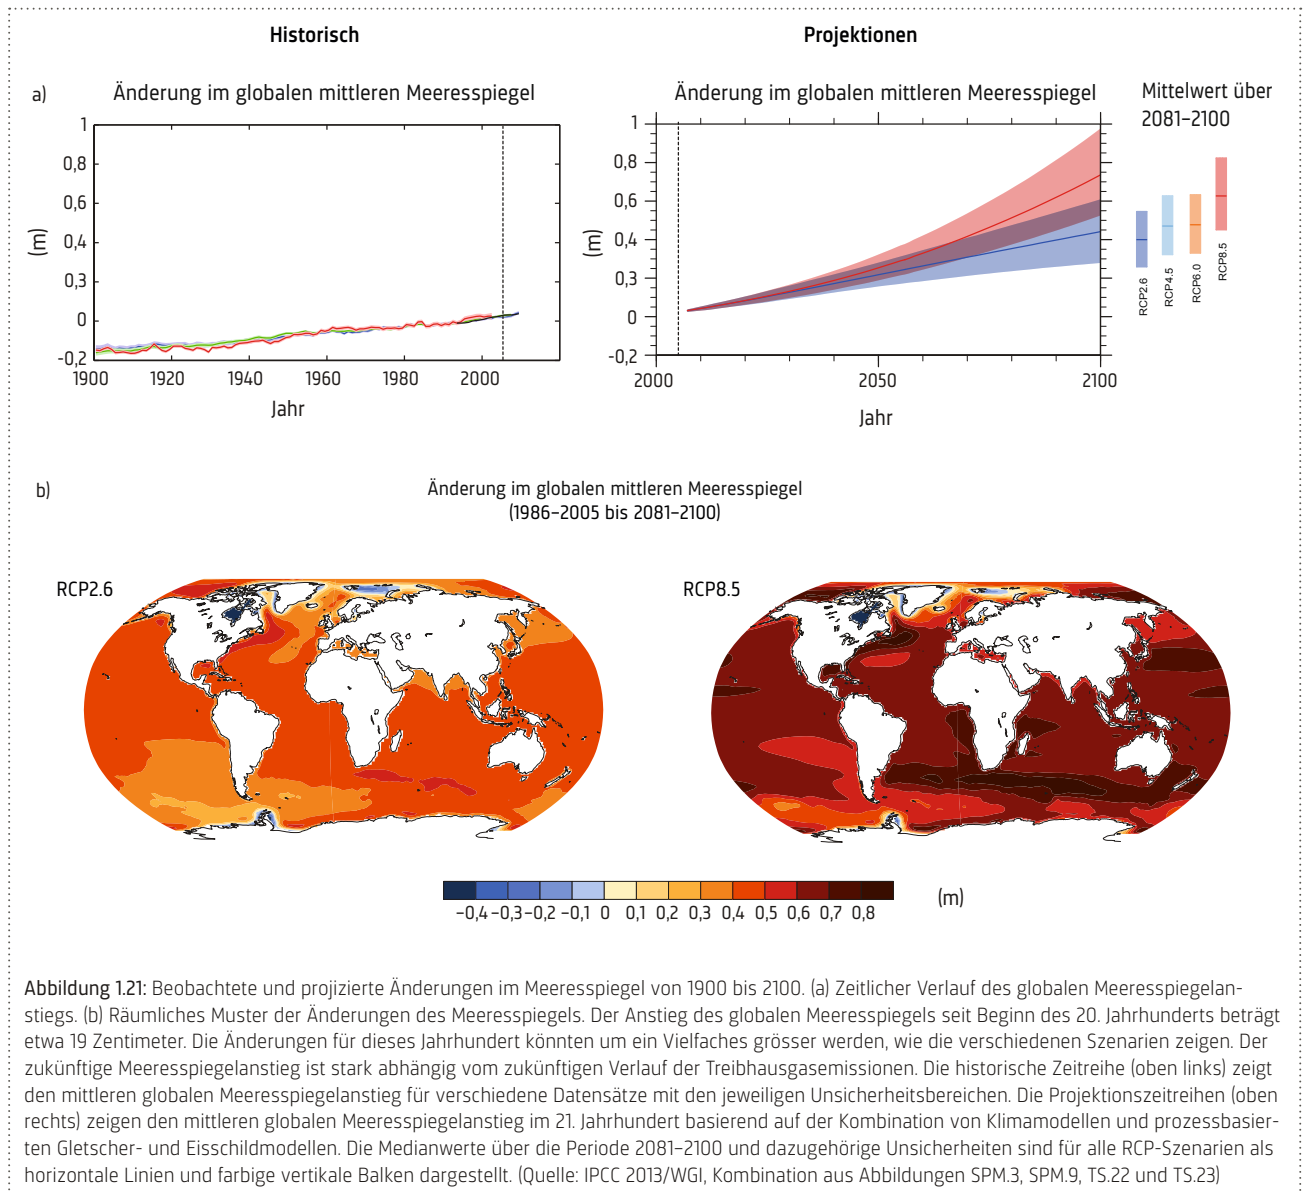 Historisch
Projektionen
a)
Änderung im globalen mittleren Meeresspiegel
1
0,8
0,6
0,4
0,3
0
-0,2
(m)
1900 1920 1940 1960 1980 2000
Jahr
Änderung im globalen mittleren Meeresspiegel
1
0,8
0,6
0,4
0,3
0
-0,2
(m)
2000 2050 2100
Jahr
Mittelwert über
2081–2100
RCP2.6
RCP4.5
RCP6.0
RCP8.5
b)
Änderung im globalen mittleren Meeresspiegel
(1986–2005 bis 2081–2100)
RCP2.6
RCP8.5
−0,4 −0,3 −0,2 −0,1 0 0,1 0,2 0,3 0,4 0,5 0,6 0,7 0,8
(m)
Abbildung 1.21: Beobachtete und projizierte Änderungen im Meeresspiegel von 1900 bis 2100. (a) Zeitlicher Verlauf des globalen Meeresspiegelan-
stiegs. (b) Räumliches Muster der Änderungen des Meeresspiegels. Der Anstieg des globalen Meeresspiegels seit Beginn des 20. Jahrhunderts beträgt
etwa 19 Zentimeter. Die Änderungen für dieses Jahrhundert könnten um ein Vielfaches grösser werden, wie die verschiedenen Szenarien zeigen. Der
zukünftige Meeresspiegelanstieg ist stark abhängig vom zukünftigen Verlauf der Treibhausgasemissionen. Die historische Zeitreihe (oben links) zeigt
den mittleren globalen Meeresspiegelanstieg für verschiedene Datensätze mit den jeweiligen Unsicherheitsbereichen. Die Projektionszeitreihen (oben
rechts) zeigen den mittleren globalen Meeresspiegelanstieg im 21. Jahrhundert basierend auf der Kombination von Klimamodellen und prozessbasier-
ten Gletscher- und Eisschildmodellen. Die Medianwerte über die Periode 2081–2100 und dazugehörige Unsicherheiten sind für alle RCP-Szenarien als
horizontale Linien und farbige vertikale Balken dargestellt. (Quelle: IPCC 2013/WGI, Kombination aus Abbildungen SPM.3, SPM.9, TS.22 und TS.23)